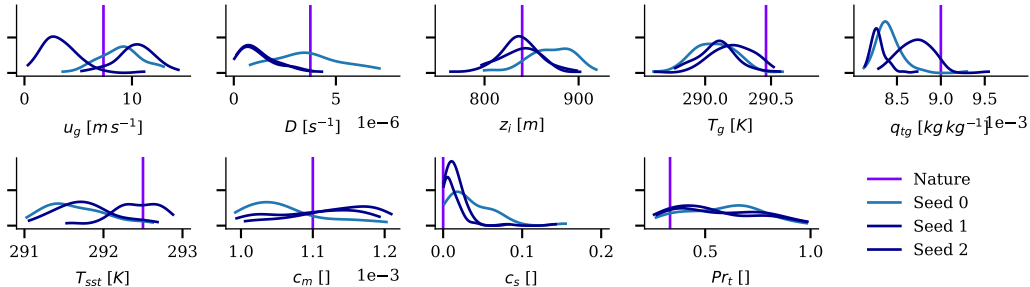 0 10
u_g [m s⁻¹]
0 5
D [s⁻¹] 1e−6
800 900
z_i [m]
290.0 290.5
T_g [K]
8.5 9.0 9.5
q_tg [kg kg⁻¹] 1e−3
291 292 293
T_sst [K]
1.0 1.1 1.2
c_m [] 1e−3
0.0 0.1 0.2
c_s []
0.5 1.0
Pr_t []
Nature
Seed 0
Seed 1
Seed 2